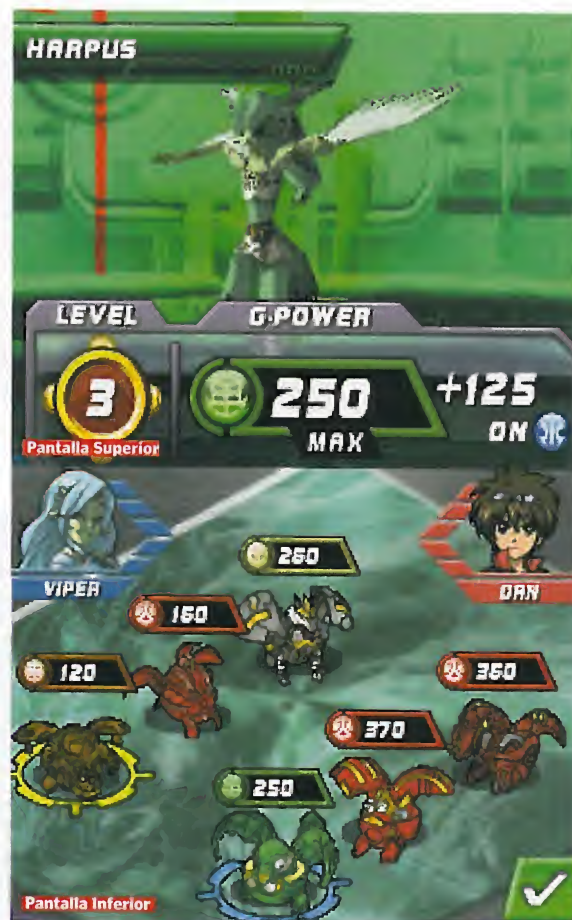 HARPUS
LEVEL
G-POWER
3
250
+125
MAX
ON
Pantalla Superior
VIPER
DAN
260
160
120
360
370
250
Pantalla Inferior